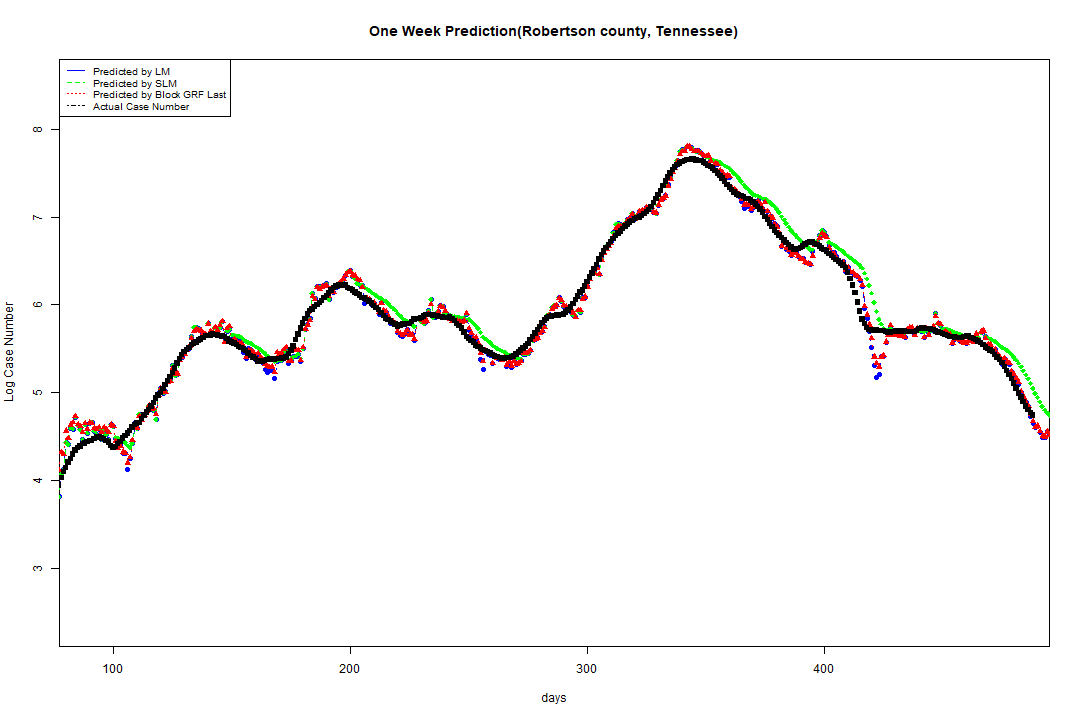 One Week Prediction(Robertson county, Tennessee)
Predicted by LM
Predicted by SLM
Predicted by Block GRF Last
Actual Case Number
Log Case Number
8
7
6
5
4
3
100 200 300 400
days